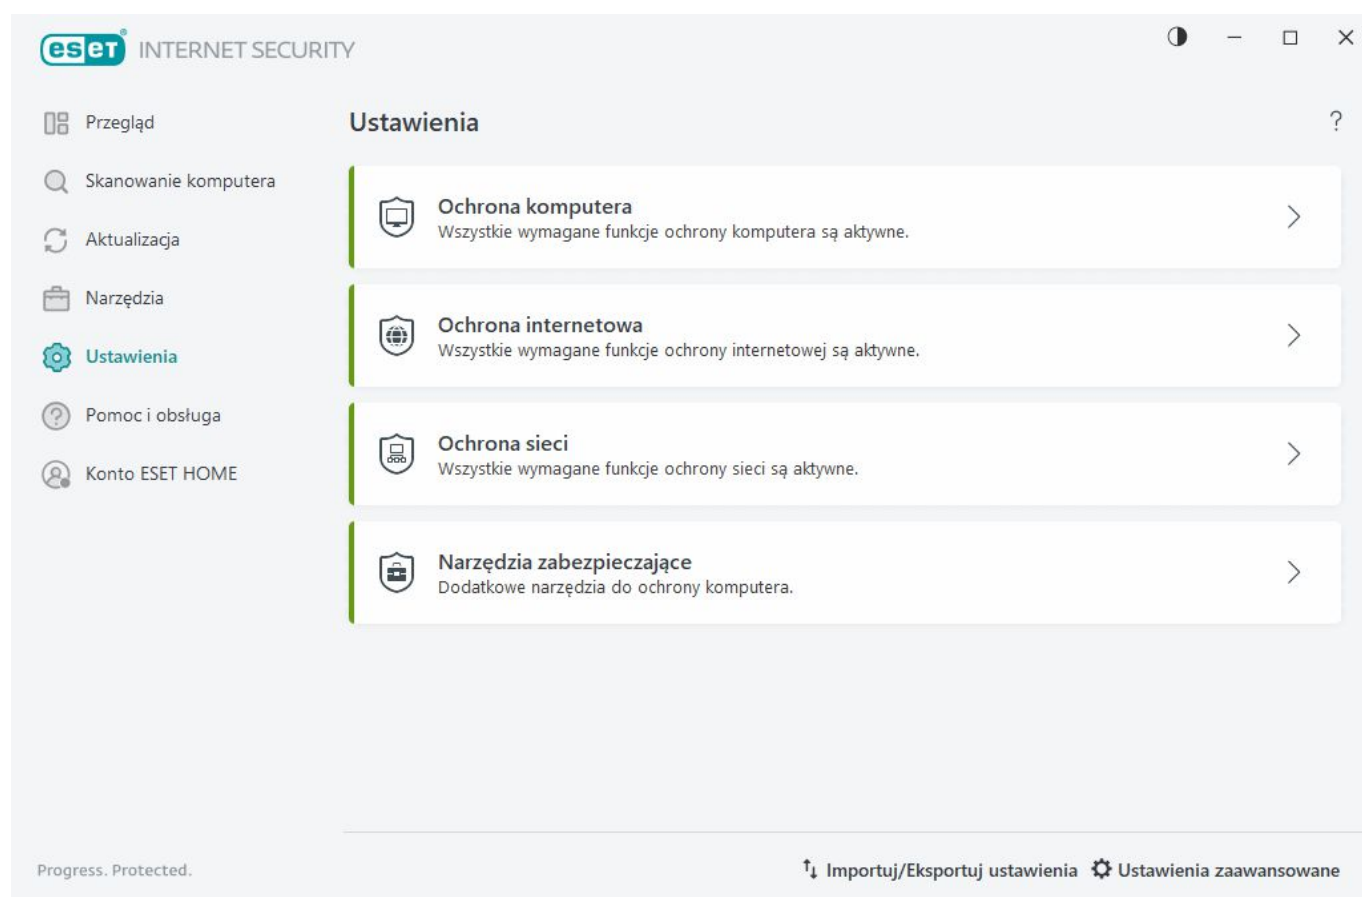 eset INTERNET SECURITY
Przegląd
Skanowanie komputera
Aktualizacja
Narzędzia
Ustawienia
Pomoc i obsługa
Konto ESET HOME
Ustawienia
?
Ochrona komputera
Wszystkie wymagane funkcje ochrony komputera są aktywne.
Ochrona internetowa
Wszystkie wymagane funkcje ochrony internetowej są aktywne.
Ochrona sieci
Wszystkie wymagane funkcje ochrony sieci są aktywne.
Narzędzia zabezpieczające
Dodatkowe narzędzia do ochrony komputera.
Progress. Protected.
Importuj/Eksportuj ustawienia Ustawienia zaawansowane